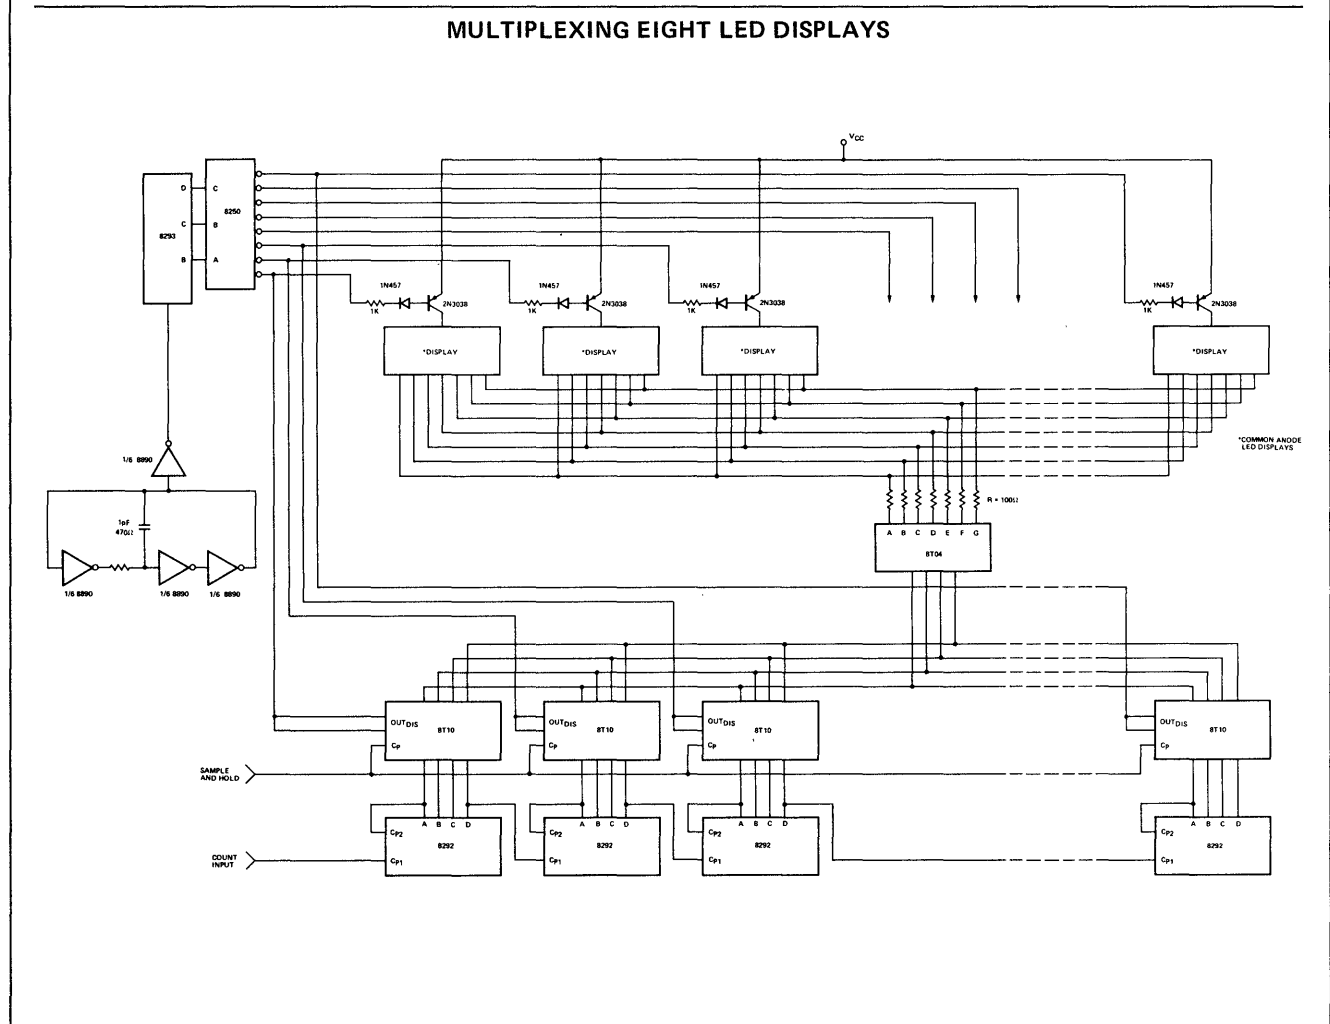 MULTIPLEXING EIGHT LED DISPLAYS
VCC
D C
8250
C B
8293
B A
1N457 1N457 1N457 1N457
2N3038 2N3038 2N3038 2N3038
1K 1K 1K 1K
*DISPLAY *DISPLAY *DISPLAY *DISPLAY
*COMMON ANODE
LED DISPLAYS
1/6 8890
R = 100Ω
1pF
470Ω
A B C D E F G
8T04
1/6 8890 1/6 8890 1/6 8890
OUTDIS 8T10 OUTDIS 8T10 OUTDIS 8T10 OUTDIS 8T10
CP CP CP CP
SAMPLE
AND HOLD
A B C D A B C D A B C D A B C D
CP2 CP2 CP2 CP2
8292 8292 8292 8292
COUNT
INPUT
CP1 CP1 CP1 CP1